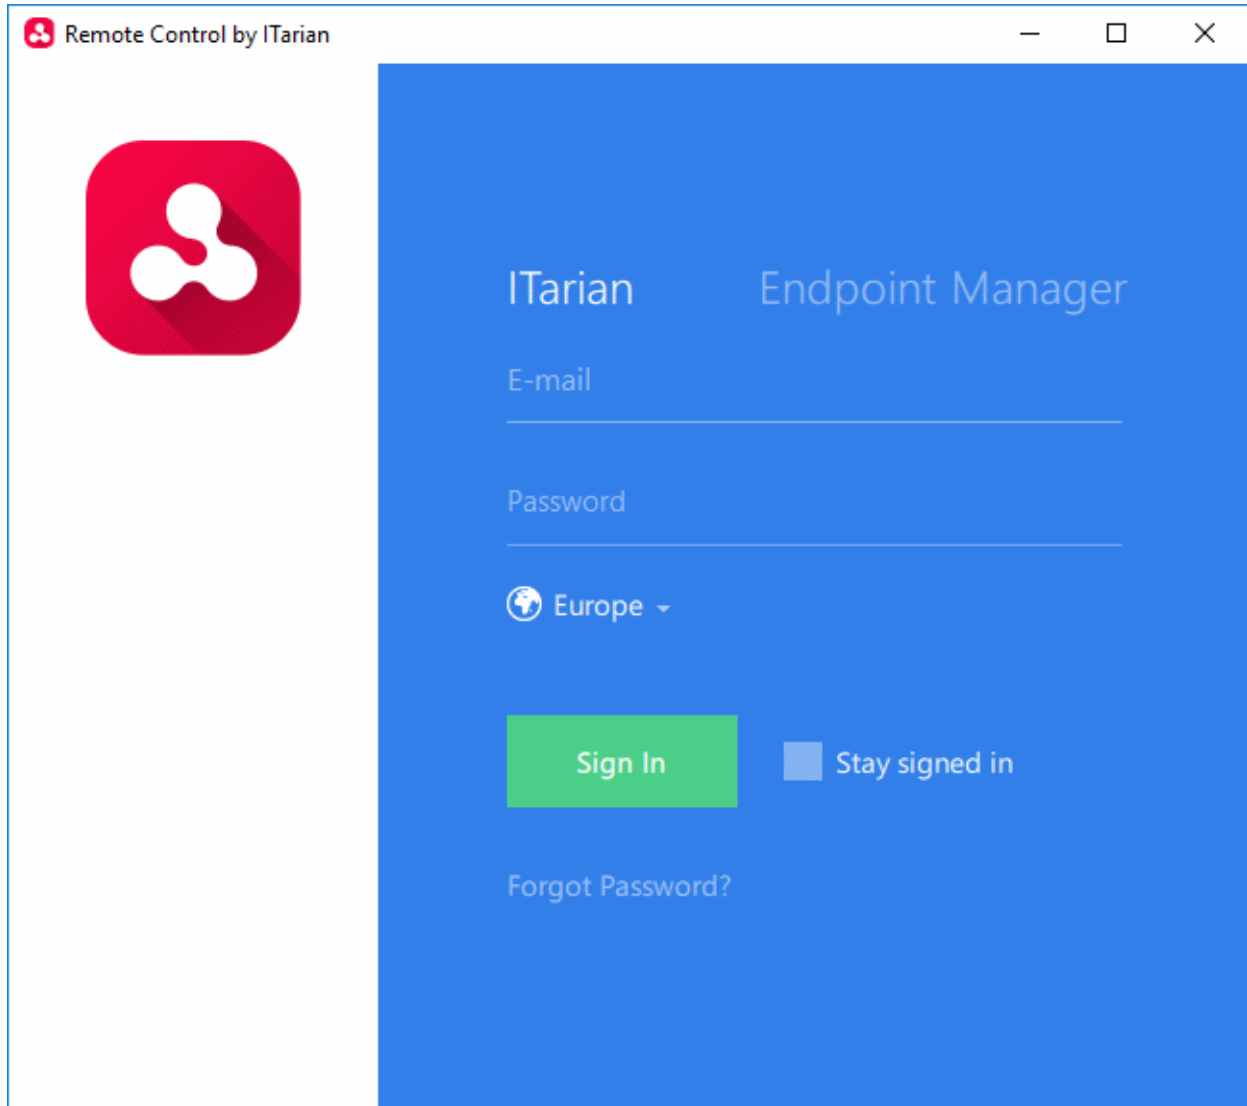 Remote Control by ITarian
ITarian Endpoint Manager
E-mail
Password
Europe
Sign In Stay signed in
Forgot Password?